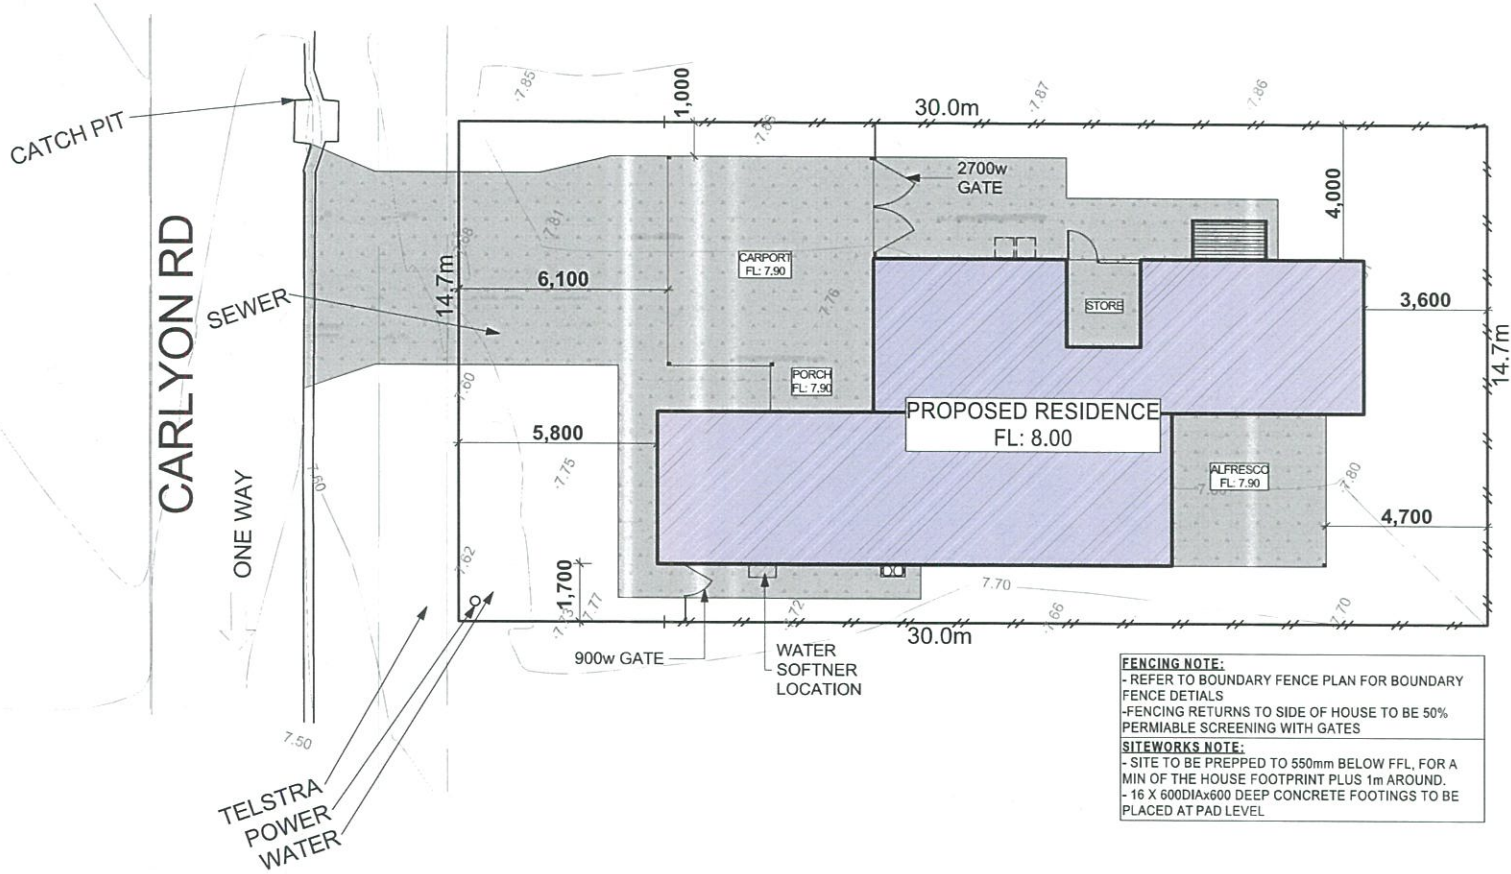 -7.85
-7.87
-7.86
1,000
30.0m
CATCH PIT
2700w
GATE
4,000
7.81
CARLYON RD
14.7m
CARPORT
FL: 7.90
6,100
SEWER
7.76
STORE
3,600
14.7m
PORCH
FL: 7.90
7.60
PROPOSED RESIDENCE
FL: 8.00
5,800
-7.75
7.60
ALFRESCO
FL: 7.90
-7.80
ONE WAY
4,700
7.62
1,700
-7.77
7.70
-7.66
-7.70
30.0m
900w GATE
WATER
SOFTNER
LOCATION
7.50
TELSTRA
POWER
WATER
FENCING NOTE:
- REFER TO BOUNDARY FENCE PLAN FOR BOUNDARY
FENCE DETIALS
-FENCING RETURNS TO SIDE OF HOUSE TO BE 50%
PERMIABLE SCREENING WITH GATES
SITEWORKS NOTE:
- SITE TO BE PREPPED TO 550mm BELOW FFL, FOR A
MIN OF THE HOUSE FOOTPRINT PLUS 1m AROUND.
- 16 X 600DIAx600 DEEP CONCRETE FOOTINGS TO BE
PLACED AT PAD LEVEL